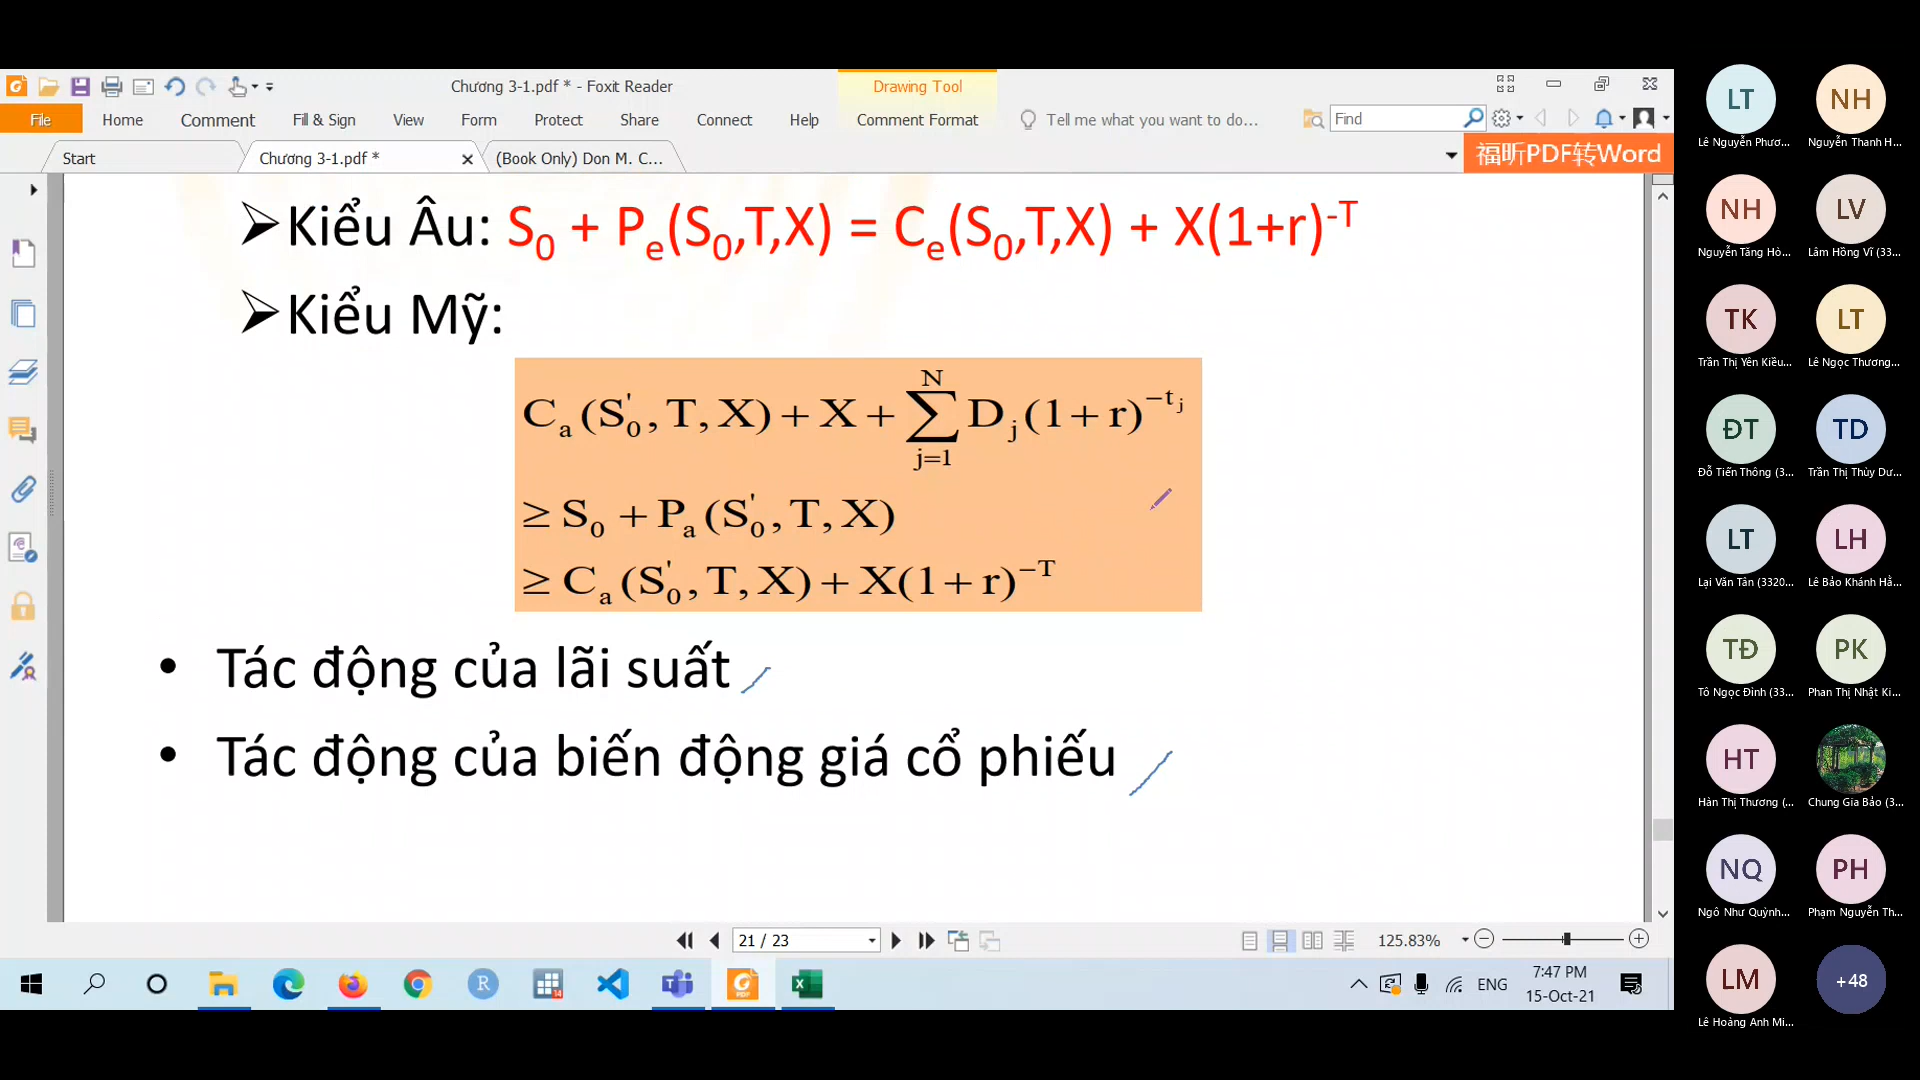 Chương 3-1.pdf * - Foxit Reader
Drawing Tool
File Home Comment Fill & Sign View Form Protect Share Connect Help Comment Format Tell me what you want to do... Find
Start Chương 3-1.pdf * (Book Only) Don M. C... 福昕PDF转Word
➢Kiểu Âu: S₀ + Pₑ(S₀,T,X) = Cₑ(S₀,T,X) + X(1+r)⁻ᵀ
➢Kiểu Mỹ:
Cₐ(S'₀,T,X)+X+∑_{j=1}^{N} D_j(1+r)^{−t_j}
≥ S₀ + Pₐ(S'₀,T,X)
≥ Cₐ(S'₀,T,X)+X(1+r)^{−T}
• Tác động của lãi suất
• Tác động của biến động giá cổ phiếu
21 / 23
125.83%
ENG
7:47 PM
15-Oct-21
LT NH
Lê Nguyễn Phươ... Nguyễn Thanh H...
NH LV
Nguyễn Tăng Hò... Lâm Hồng Vĩ (33...
TK LT
Trần Thị Yên Kiều... Lê Ngọc Thương...
ĐT TD
Đỗ Tiến Thông (3... Trần Thị Thùy Dư...
LT LH
Lại Văn Tân (3320... Lê Bảo Khánh Hằ...
TĐ PK
Tô Ngọc Đình (33... Phan Thị Nhật Ki...
HT
Hàn Thị Thương (... Chung Gia Bảo (3...
NQ PH
Ngô Như Quỳnh... Phạm Nguyễn Th...
LM +48
Lê Hoàng Anh Mi...